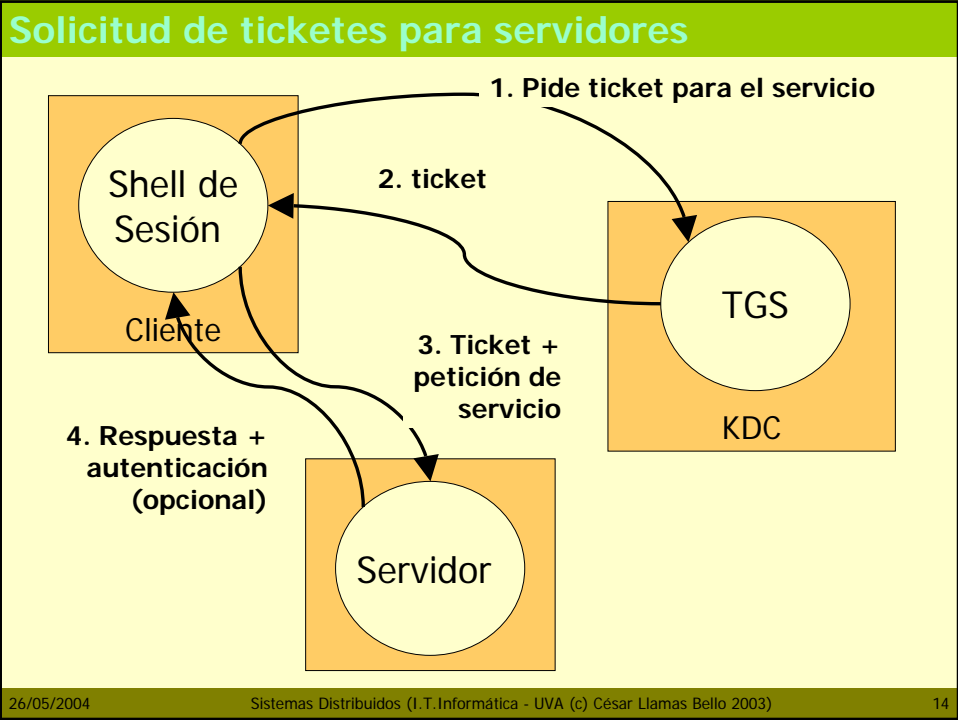 Solicitud de ticketes para servidores
1. Pide ticket para el servicio
Shell de
Sesión
2. ticket
Cliente
TGS
KDC
3. Ticket +
petición de
servicio
4. Respuesta +
autenticación
(opcional)
Servidor
26/05/2004
Sistemas Distribuidos (I.T.Informática - UVA (c) César Llamas Bello 2003)
14